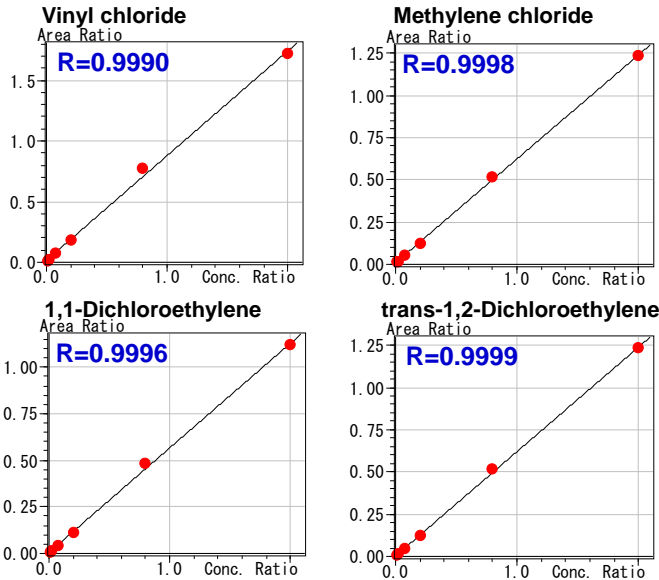 Vinyl chloride
Area Ratio
R=0.9990
1.5
1.0
0.5
0.0
0.0 1.0 Conc. Ratio
Methylene chloride
Area Ratio
R=0.9998
1.25
1.00
0.75
0.50
0.25
0.00
0.0 1.0 Conc. Ratio
1,1-Dichloroethylene
Area Ratio
R=0.9996
1.00
0.75
0.50
0.25
0.00
0.0 1.0 Conc. Ratio
trans-1,2-Dichloroethylene
Area Ratio
R=0.9999
1.25
1.00
0.75
0.50
0.25
0.00
0.0 1.0 Conc. Ratio